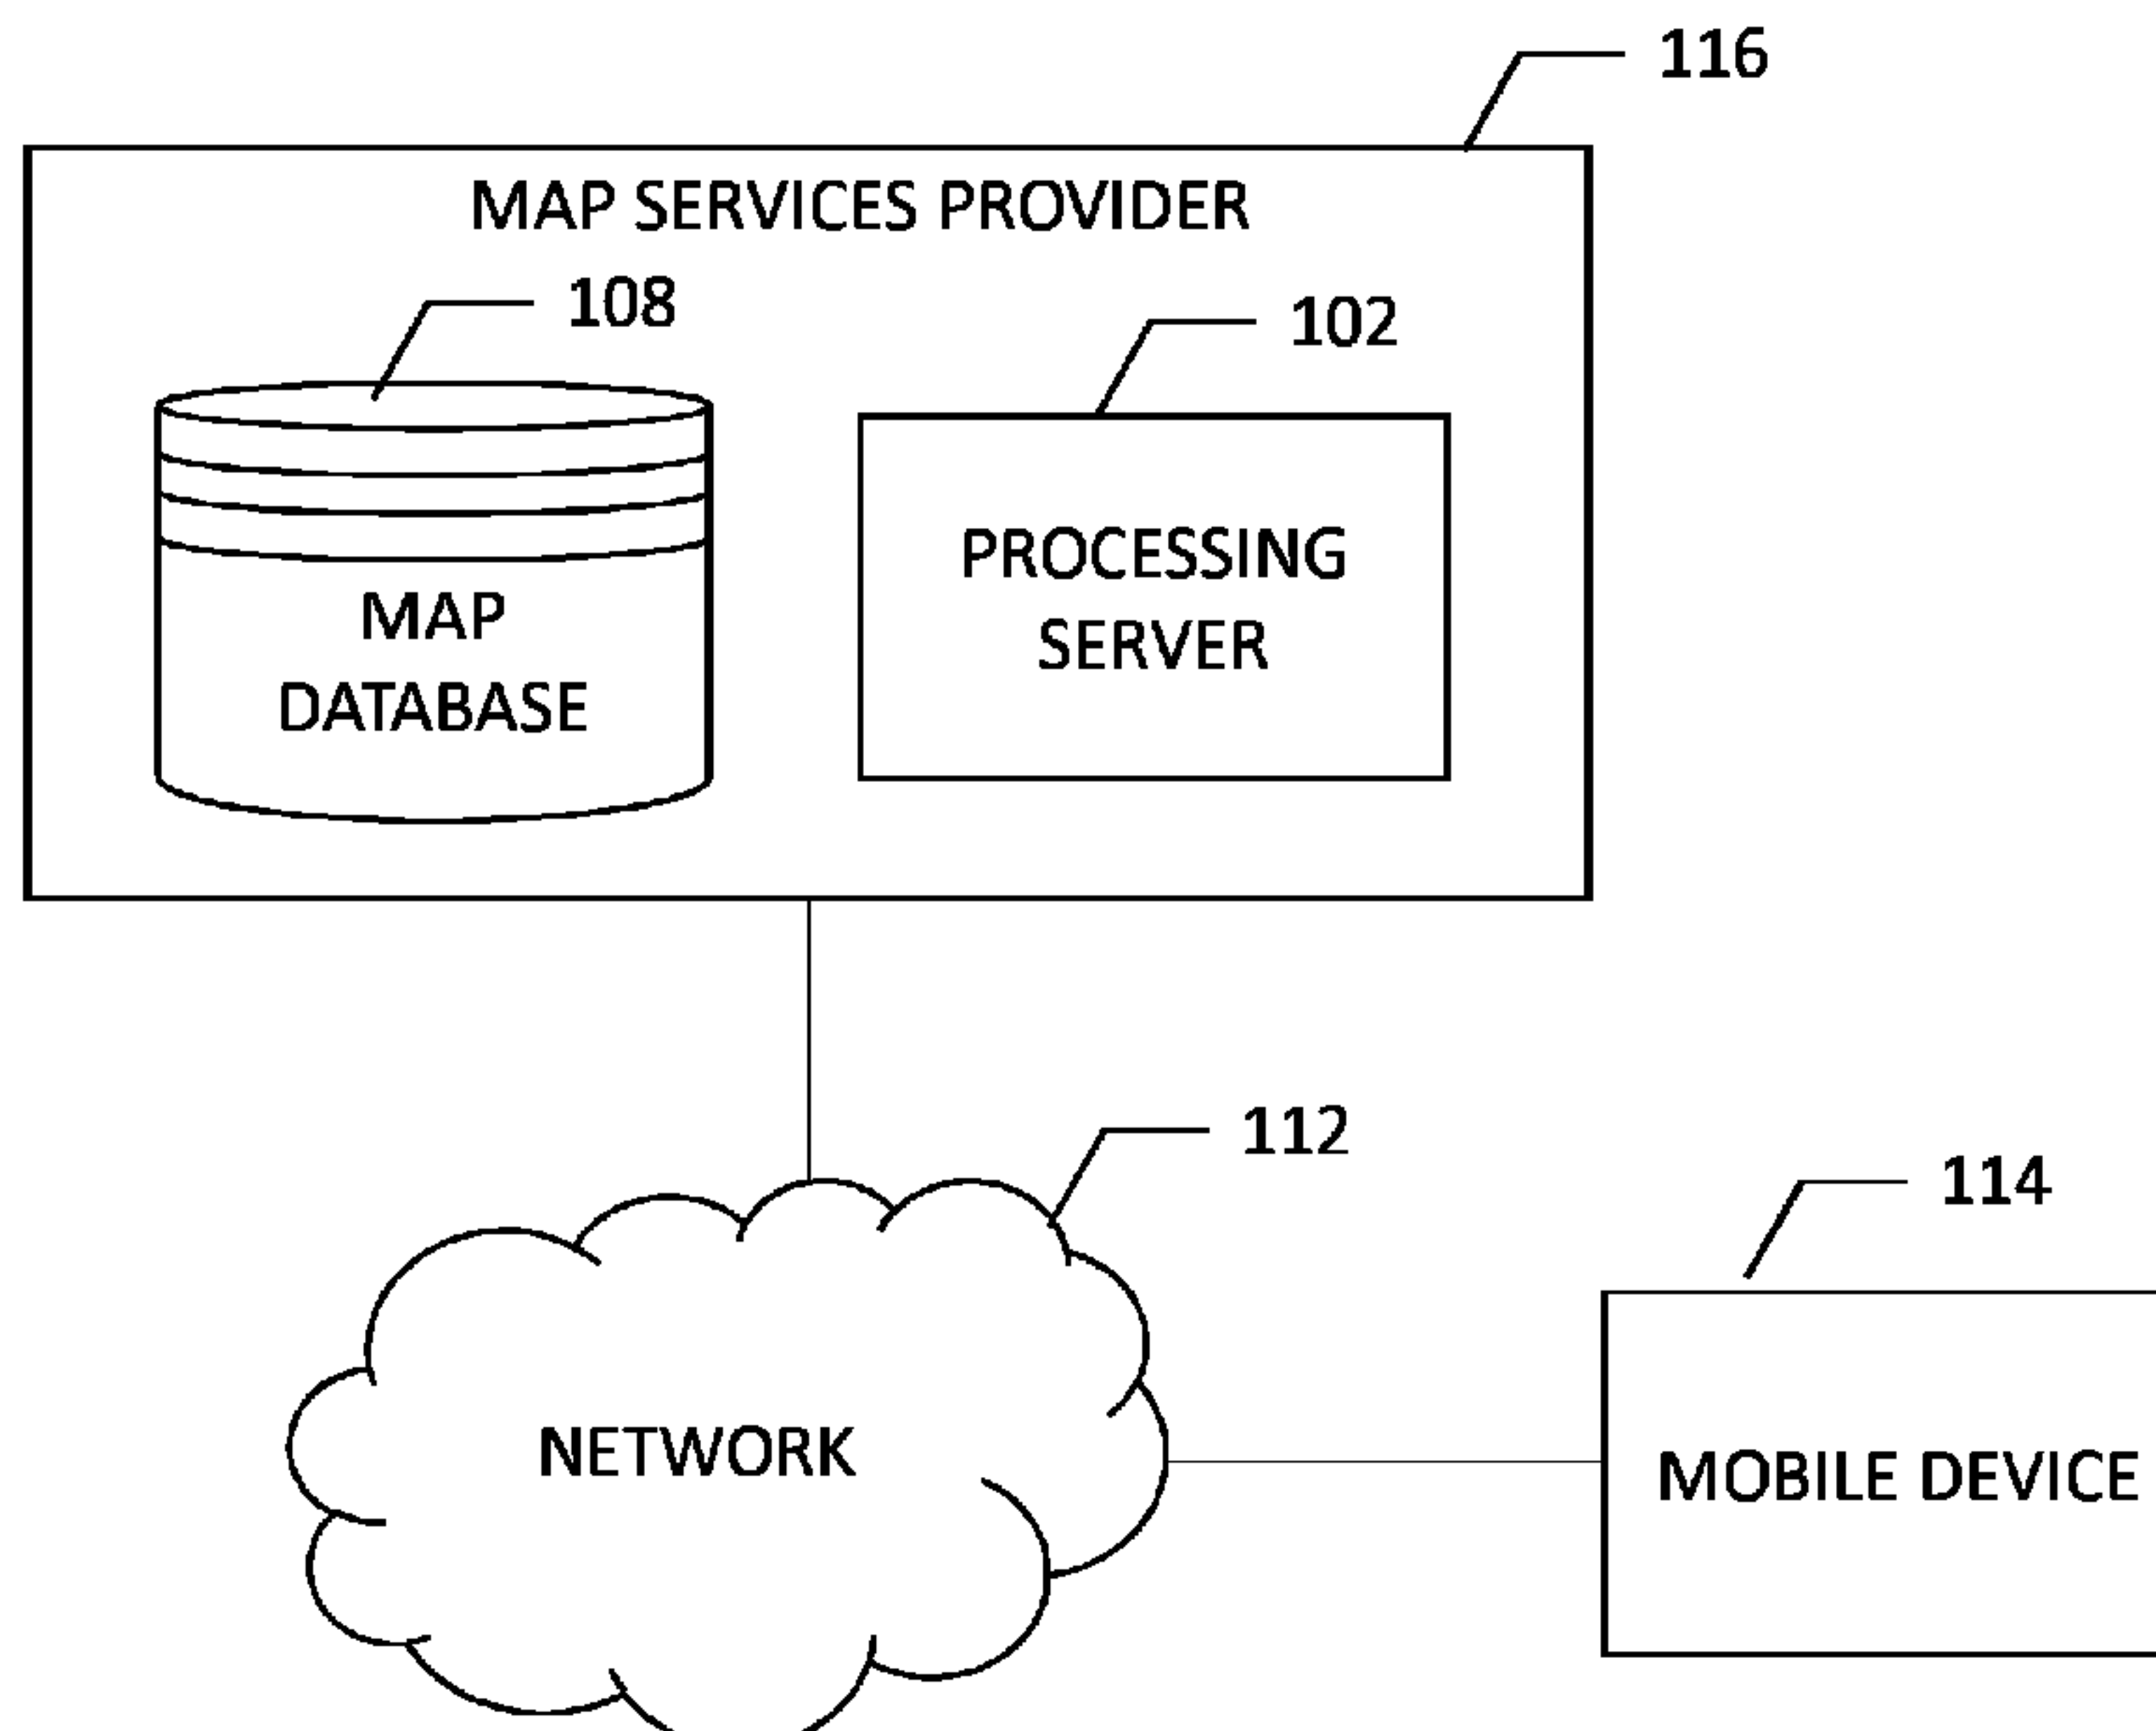 116
MAP SERVICES PROVIDER
108
102
MAP
DATABASE
PROCESSING
SERVER
112
114
NETWORK
MOBILE DEVICE